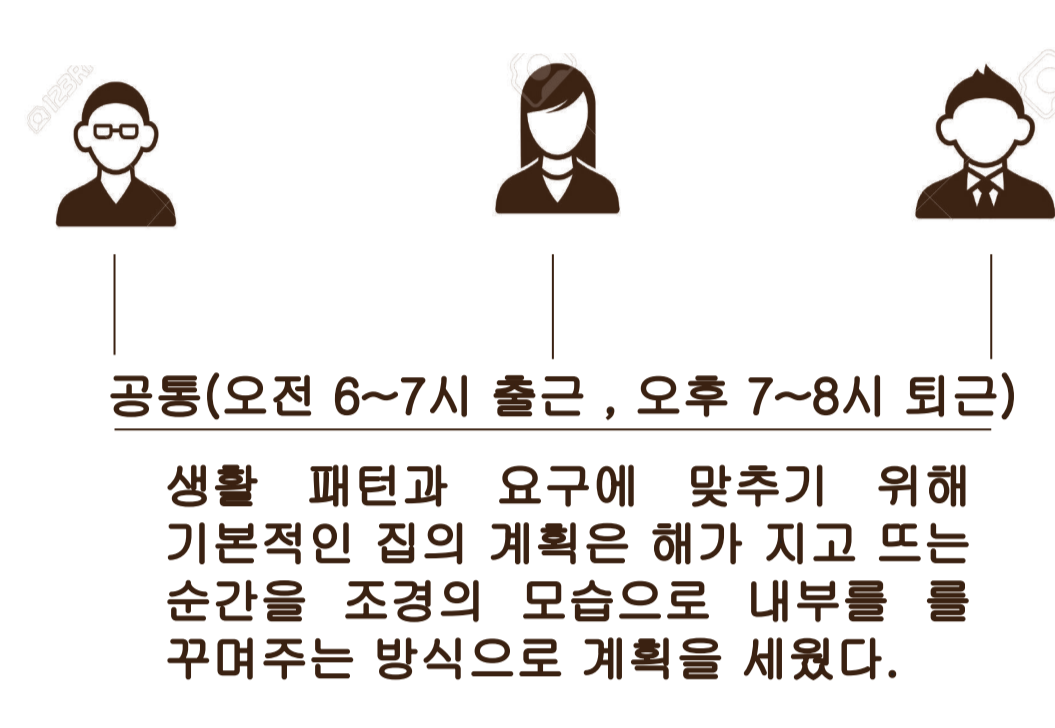 @123RF
공통(오전 6~7시 출근 , 오후 7~8시 퇴근)
생활 패턴과 요구에 맞추기 위해
기본적인 집의 계획은 해가 지고 뜨는
순간을 조경의 모습으로 내부를 를
꾸며주는 방식으로 계획을 세웠다.